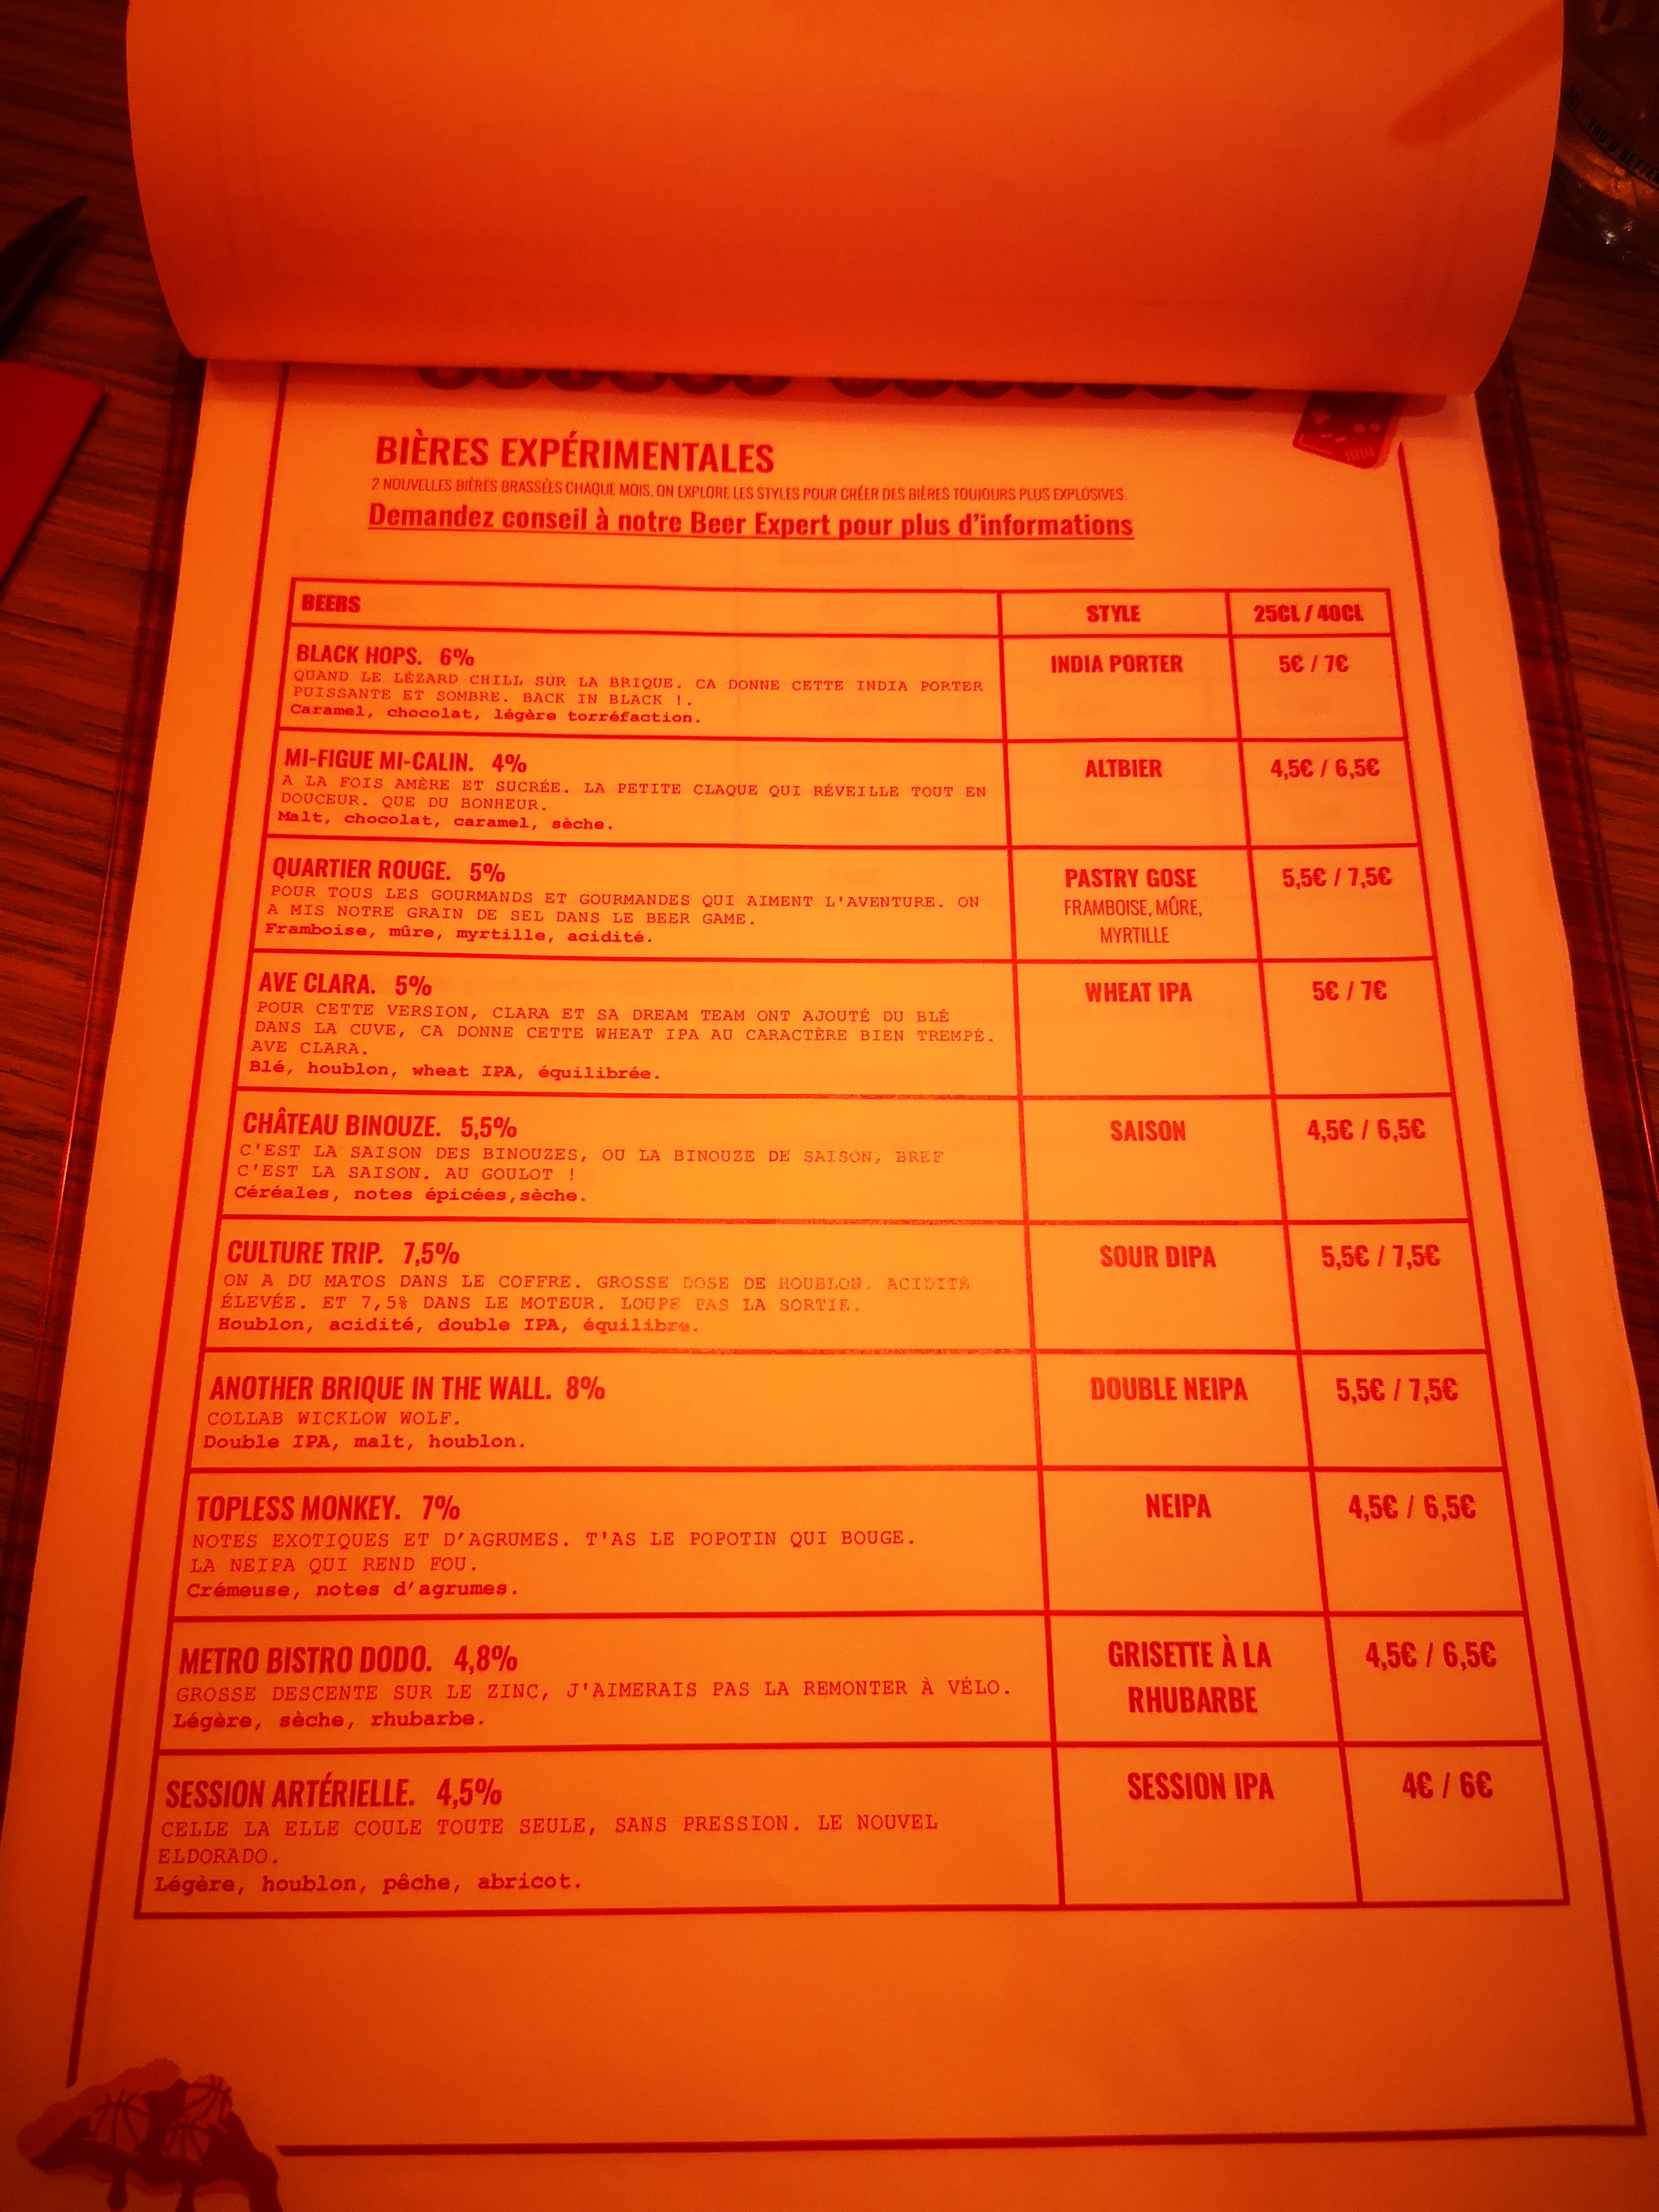 BIÈRES EXPÉRIMENTALES
2 NOUVELLES BIÈRES BRASSÉES CHAQUE MOIS. ON EXPLORE LES STYLES POUR CRÉER DES BIÈRES TOUJOURS PLUS EXPLOSIVES.
Demandez conseil à notre Beer Expert pour plus d'informations
BEERS STYLE 25CL / 40CL
BLACK HOPS. 6% INDIA PORTER 5€ / 7€
QUAND LE LÉZARD CHILL SUR LA BRIQUE. CA DONNE CETTE INDIA PORTER
PUISSANTE ET SOMBRE. BACK IN BLACK !.
Caramel, chocolat, légère torréfaction.
MI-FIGUE MI-CALIN. 4% ALTBIER 4,5€ / 6,5€
A LA FOIS AMÈRE ET SUCRÉE. LA PETITE CLAQUE QUI RÉVEILLE TOUT EN
DOUCEUR. QUE DU BONHEUR.
Malt, chocolat, caramel, sèche.
QUARTIER ROUGE. 5% PASTRY GOSE 5,5€ / 7,5€
FRAMBOISE, MÛRE,
MYRTILLE
POUR TOUS LES GOURMANDS ET GOURMANDES QUI AIMENT L'AVENTURE. ON
A MIS NOTRE GRAIN DE SEL DANS LE BEER GAME.
Framboise, mûre, myrtille, acidité.
AVE CLARA. 5% WHEAT IPA 5€ / 7€
POUR CETTE VERSION, CLARA ET SA DREAM TEAM ONT AJOUTÉ DU BLÉ
DANS LA CUVE, CA DONNE CETTE WHEAT IPA AU CARACTÈRE BIEN TREMPÉ.
AVE CLARA.
Blé, houblon, wheat IPA, équilibrée.
CHÂTEAU BINOUZE. 5,5% SAISON 4,5€ / 6,5€
C'EST LA SAISON DES BINOUZES, OU LA BINOUZE DE SAISON, BREF
C'EST LA SAISON. AU GOULOT !
Céréales, notes épicées,sèche.
CULTURE TRIP. 7,5% SOUR DIPA 5,5€ / 7,5€
ON A DU MATOS DANS LE COFFRE. GROSSE DOSE DE HOUBLON. ACIDITÉ
ÉLEVÉE. ET 7,5% DANS LE MOTEUR. LOUPE PAS LA SORTIE.
Houblon, acidité, double IPA, équilibre.
ANOTHER BRIQUE IN THE WALL. 8% DOUBLE NEIPA 5,5€ / 7,5€
COLLAB WICKLOW WOLF.
Double IPA, malt, houblon.
TOPLESS MONKEY. 7% NEIPA 4,5€ / 6,5€
NOTES EXOTIQUES ET D'AGRUMES. T'AS LE POPOTIN QUI BOUGE.
LA NEIPA QUI REND FOU.
Crémeuse, notes d'agrumes.
METRO BISTRO DODO. 4,8% GRISETTE À LA 4,5€ / 6,5€
RHUBARBE
GROSSE DESCENTE SUR LE ZINC, J'AIMERAIS PAS LA REMONTER À VÉLO.
Légère, sèche, rhubarbe.
SESSION ARTÉRIELLE. 4,5% SESSION IPA 4€ / 6€
CELLE LA ELLE COULE TOUTE SEULE, SANS PRESSION. LE NOUVEL
ELDORADO.
Légère, houblon, pêche, abricot.
YOU'D BETTER